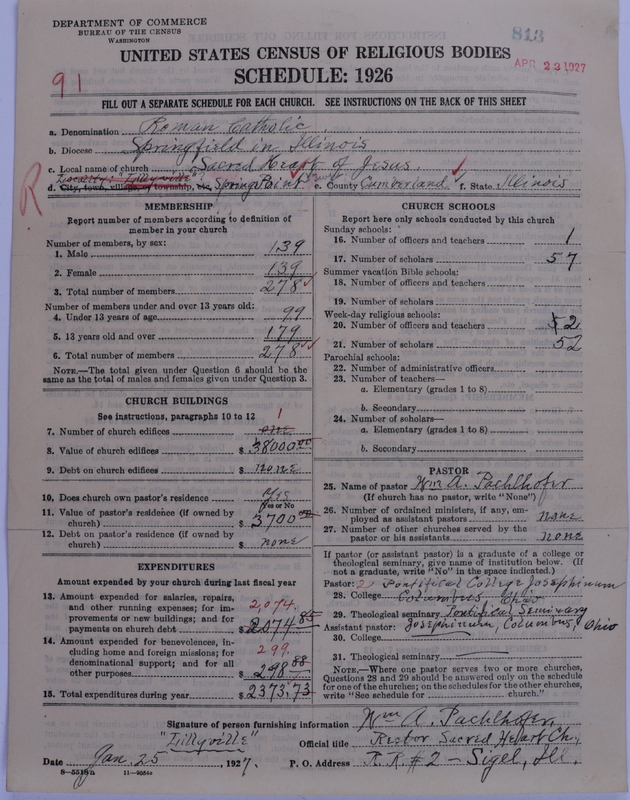 DEPARTMENT OF COMMERCE
BUREAU OF THE CENSUS
WASHINGTON
813
APR 23 1927
UNITED STATES CENSUS OF RELIGIOUS BODIES
SCHEDULE: 1926
91
FILL OUT A SEPARATE SCHEDULE FOR EACH CHURCH. SEE INSTRUCTIONS ON THE BACK OF THIS SHEET
a. Denomination Roman Catholic
b. Diocese Springfield in Illinois
c. Local name of church Sacred Heart of Jesus.
Locality: Lillyville
R
d. City, town, village, or township, etc. Spring Point e. County Cumberland f. State Illinois
MEMBERSHIP
Report number of members according to definition of member in your church
Number of members, by sex:
1. Male 139
2. Female 139
3. Total number of members 278
Number of members under and over 13 years old:
4. Under 13 years of age 99
5. 13 years old and over 179
6. Total number of members 278
NOTE.—The total given under Question 6 should be
same as the total of males and females given under Question 3.
CHURCH BUILDINGS
See instructions, paragraphs 10 to 12
1
7. Number of church edifices one
8. Value of church edifices $ 38000.00
9. Debt on church edifices $ none
10. Does church own pastor's residence yes
(Yes or No)
11. Value of pastor's residence (if owned by
church) $ 3700.00
12. Debt on pastor's residence (if owned by
church) $ none
EXPENDITURES
Amount expended by your church during last fiscal year
13. Amount expended for salaries, repairs,
and other running expenses; for im-
provements or new buildings; and for
payments on church debt $ 2074.85
2,074.
14. Amount expended for benevolences, in-
cluding home and foreign missions; for
denominational support; and for all
other purposes $ 298.88
299.
15. Total expenditures during year $ 2373.73
CHURCH SCHOOLS
Report here only schools conducted by this church
Sunday schools:
16. Number of officers and teachers 1
17. Number of scholars 57
Summer vacation Bible schools:
18. Number of officers and teachers
19. Number of scholars
Week-day religious schools:
20. Number of officers and teachers 2
21. Number of scholars 52
Parochial schools:
22. Number of administrative officers
23. Number of teachers—
a. Elementary (grades 1 to 8)
b. Secondary
24. Number of scholars—
a. Elementary (grades 1 to 8)
b. Secondary
PASTOR
25. Name of pastor Wm A. Pachlhofer
(If church has no pastor, write "None")
26. Number of ordained ministers, if any, em-
ployed as assistant pastors none
27. Number of other churches served by the
pastor or his assistants none
If pastor (or assistant pastor) is a graduate of a college or
theological seminary, give name of institution below. (If
not a graduate, write "No" in the space indicated.)
Pastor: Pontifical College Josephinum
28. College Columbus, Ohio
29. Theological seminary Pontifical Seminary
Assistant pastor: Josephinum, Columbus, Ohio
30. College
31. Theological seminary
NOTE.—Where one pastor serves two or more churches,
Questions 28 and 29 should be answered only on the schedule
for one of the churches; on the schedules for the other churches,
write "See schedule for church."
Signature of person furnishing information Wm A. Pachlhofer
"Lillyville"
Official title Rector Sacred Heart Ch.
Date Jan. 25, 1927. P. O. Address R.R.#2 – Sigel, Ill.